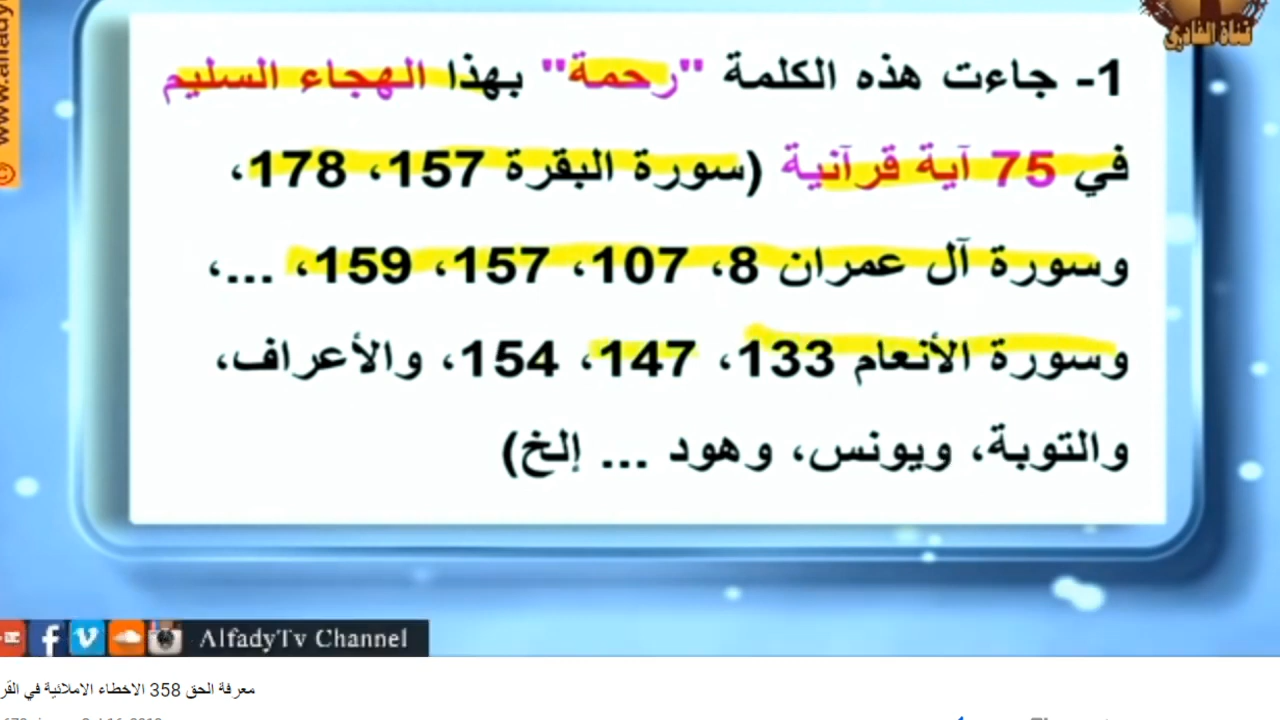 قناة الفادي
1- جاءت هذه الكلمة "رحمة" بهذا الهجاء السليم
في 75 آية قرآنية (سورة البقرة 157، 178،
وسورة آل عمران 8، 107، 157، 159، ...،
وسورة الأنعام 133، 147، 154، والأعراف،
والتوبة، ويونس، وهود ... إلخ)
AlfadyTv Channel
معرفة الحق 358 الاخطاء الاملائية في القر